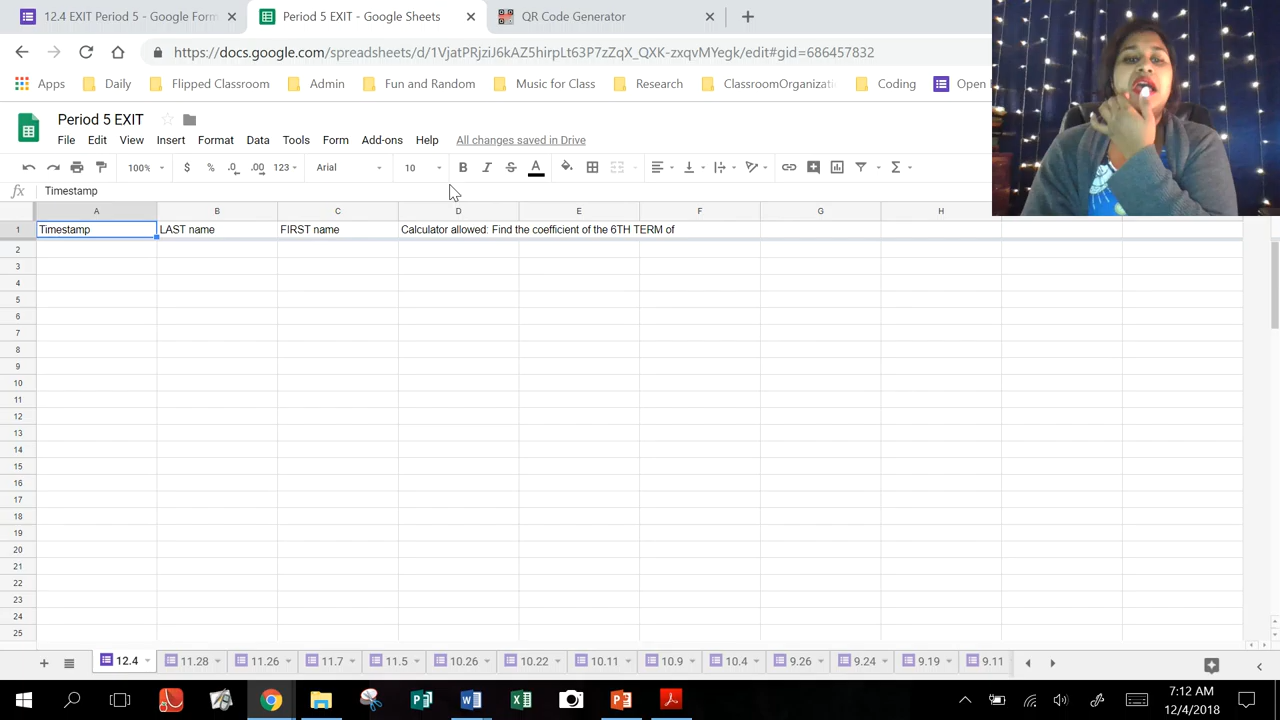 12.4 EXIT Period 5 - Google Form
Period 5 EXIT - Google Sheets
QR Code Generator
https://docs.google.com/spreadsheets/d/1VjatPRjziJ6kAZ5hirpLt63P7zZqX_QXK-zxqvMYegk/edit#gid=686457832
Apps Daily Flipped Classroom Admin Fun and Random Music for Class Research ClassroomOrganizati Coding Open
Period 5 EXIT
File Edit View Insert Format Data Tools Form Add-ons Help All changes saved in Drive
100% $ % .0 .00 123 Arial 10 B I S A Σ
fx Timestamp
A B C D E F G H
1 Timestamp LAST name FIRST name Calculator allowed: Find the coefficient of the 6TH TERM of
2
3
4
5
6
7
8
9
10
11
12
13
14
15
16
17
18
19
20
21
22
23
24
25
12.4 11.28 11.26 11.7 11.5 10.26 10.22 10.11 10.9 10.4 9.26 9.24 9.19 9.11
7:12 AM
12/4/2018